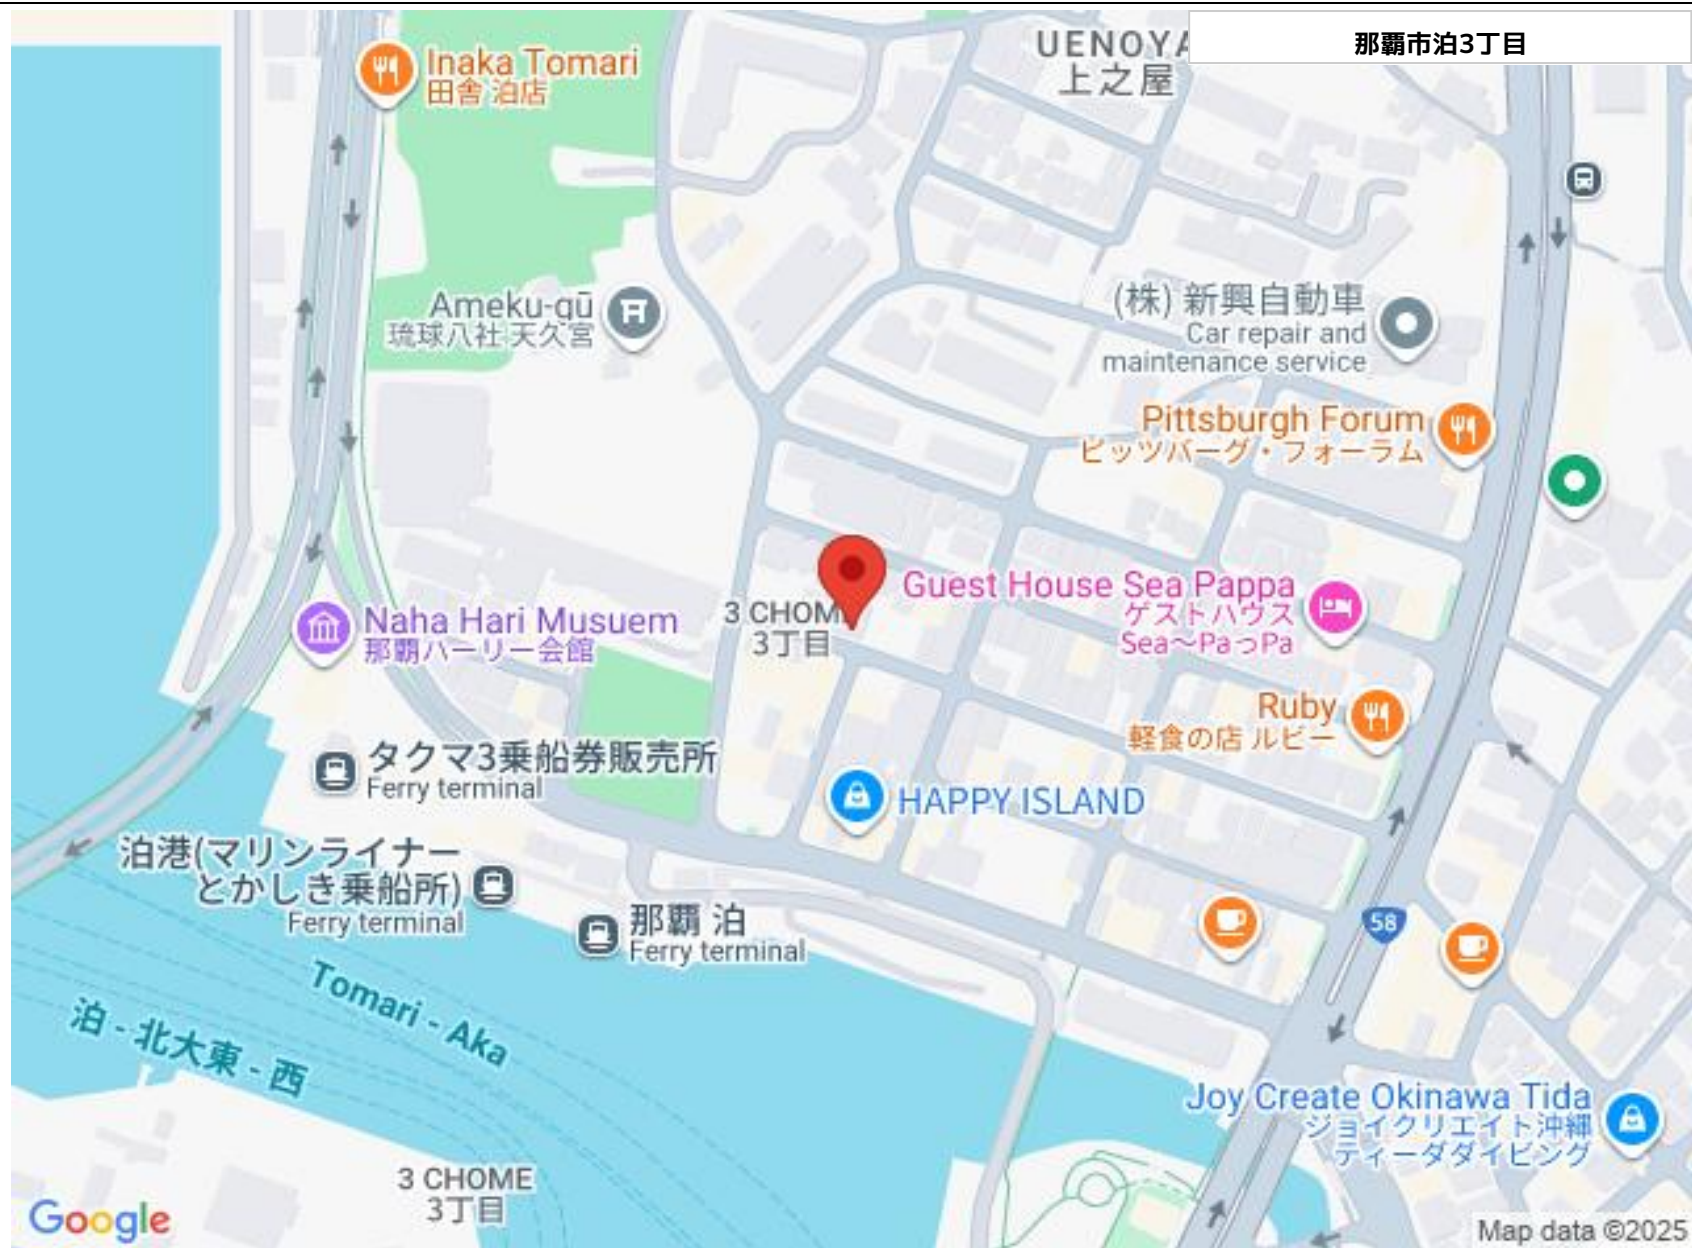 那覇市泊3丁目
UENOYA
上之屋
Inaka Tomari
田舎 泊店
Ameku-gū
琉球八社 天久宮
(株) 新興自動車
Car repair and
maintenance service
Pittsburgh Forum
ピッツバーグ・フォーラム
Guest House Sea Pappa
ゲストハウス
Sea〜PaっPa
3 CHOM
3丁目
Naha Hari Musuem
那覇ハーリー会館
Ruby
軽食の店 ルビー
タクマ3乗船券販売所
Ferry terminal
HAPPY ISLAND
泊港(マリンライナー
とかしき乗船所)
Ferry terminal
那覇 泊
Ferry terminal
58
Tomari - Aka
泊 - 北大東 - 西
Joy Create Okinawa Tida
ジョイクリエイト沖縄
ティーダダイビング
3 CHOME
3丁目
Google
Map data ©2025